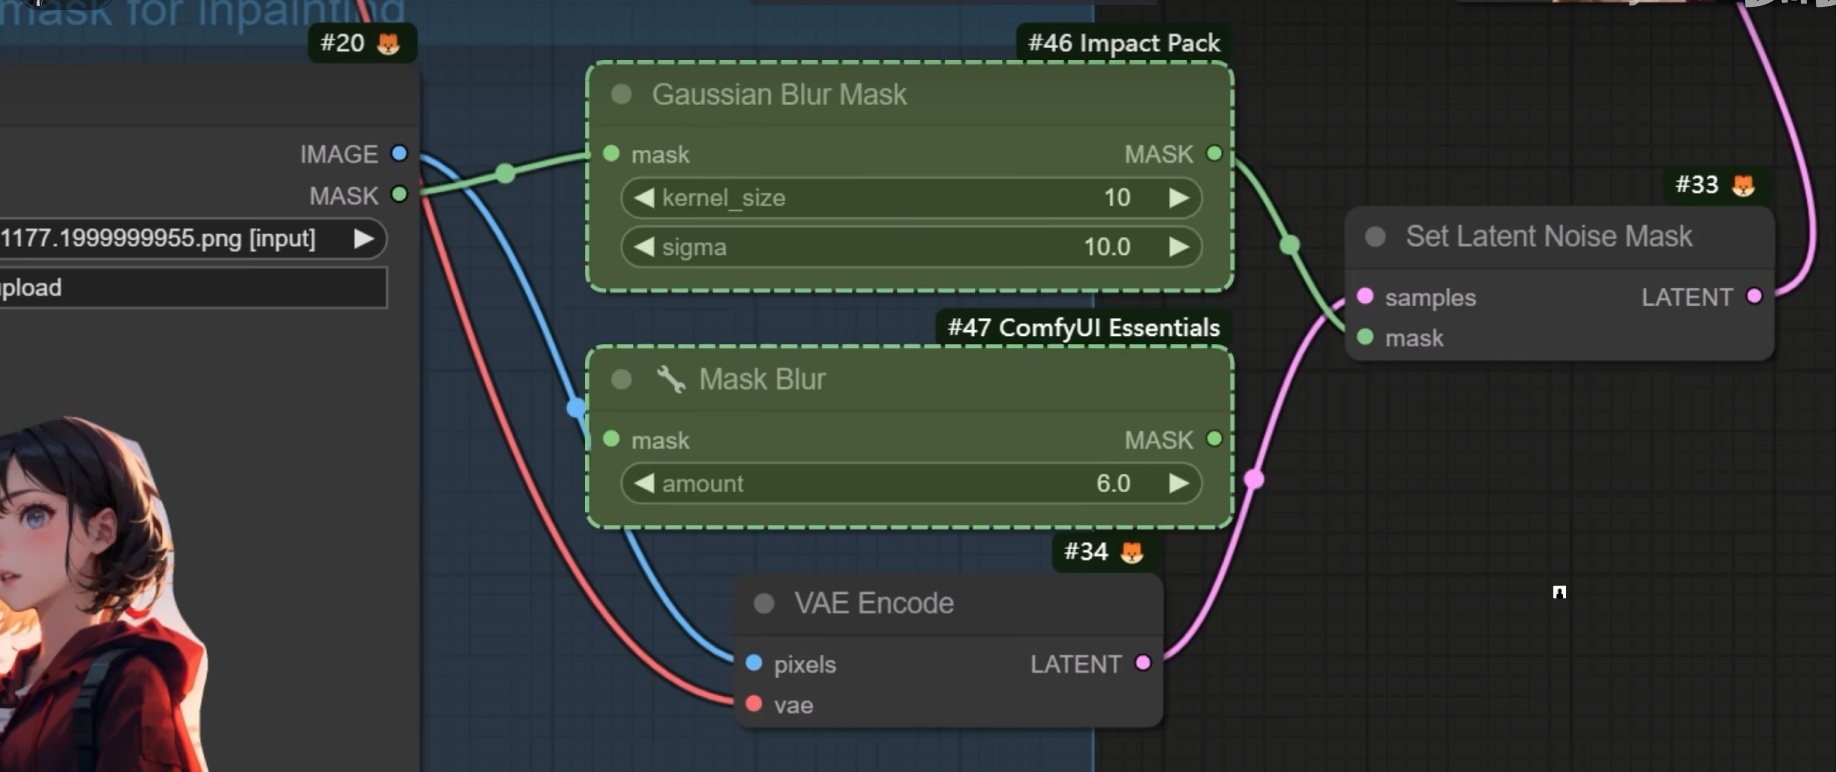 mask for inpainting
#20
IMAGE
MASK
1177.1999999955.png [input]
upload
#46 Impact Pack
Gaussian Blur Mask
mask MASK
kernel_size 10
sigma 10.0
#47 ComfyUI Essentials
Mask Blur
mask MASK
amount 6.0
#34
VAE Encode
pixels LATENT
vae
#33
Set Latent Noise Mask
samples LATENT
mask